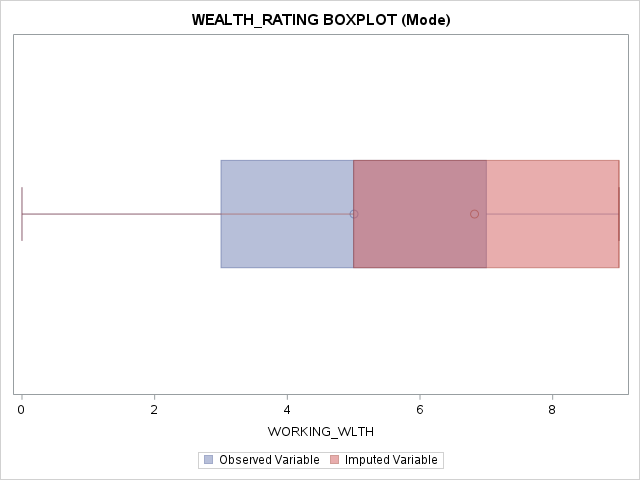 WEALTH_RATING BOXPLOT (Mode)
0 2 4 6 8
WORKING_WLTH
Observed Variable Imputed Variable